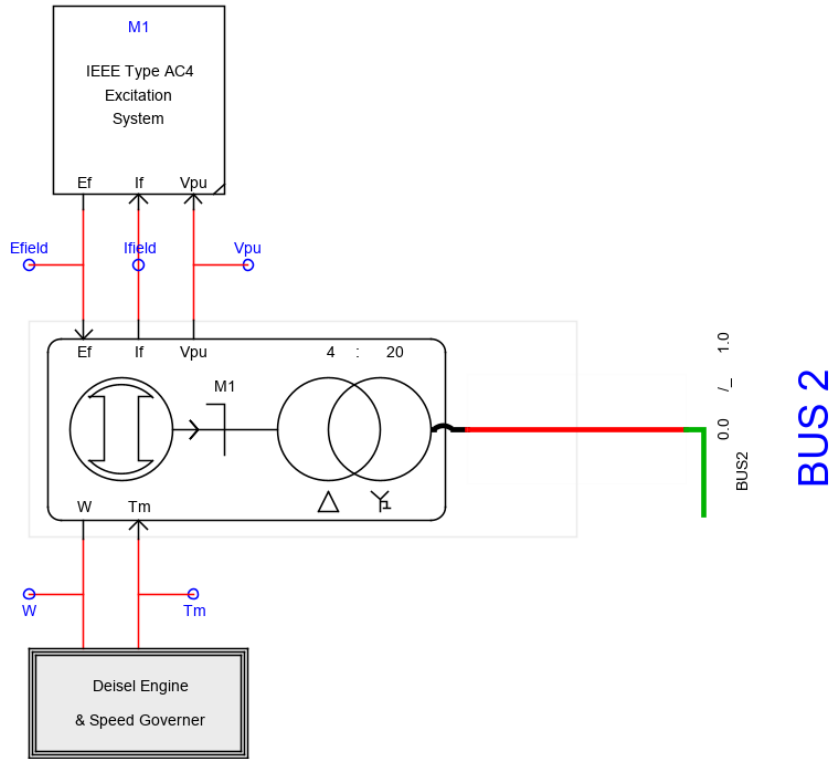 M1
IEEE Type AC4
Excitation
System
Ef If Vpu
Efield Ifield Vpu
Ef If Vpu 4 : 20
M1
W Tm
W Tm
Deisel Engine
& Speed Governer
BUS2 0.0 /_ 1.0
BUS 2